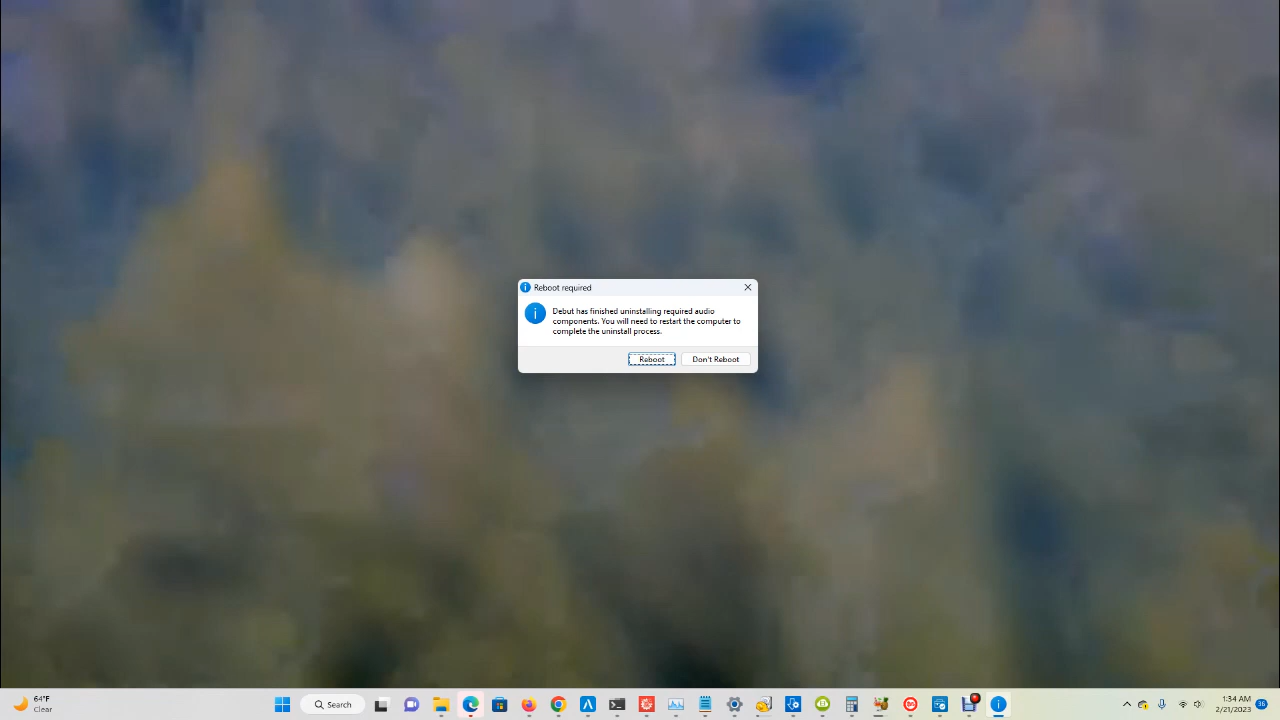 Reboot required
Debut has finished uninstalling required audio
components. You will need to restart the computer to
complete the uninstall process.
Reboot
Don't Reboot
64°F
Clear
Search
1:34 AM
2/21/2023
36